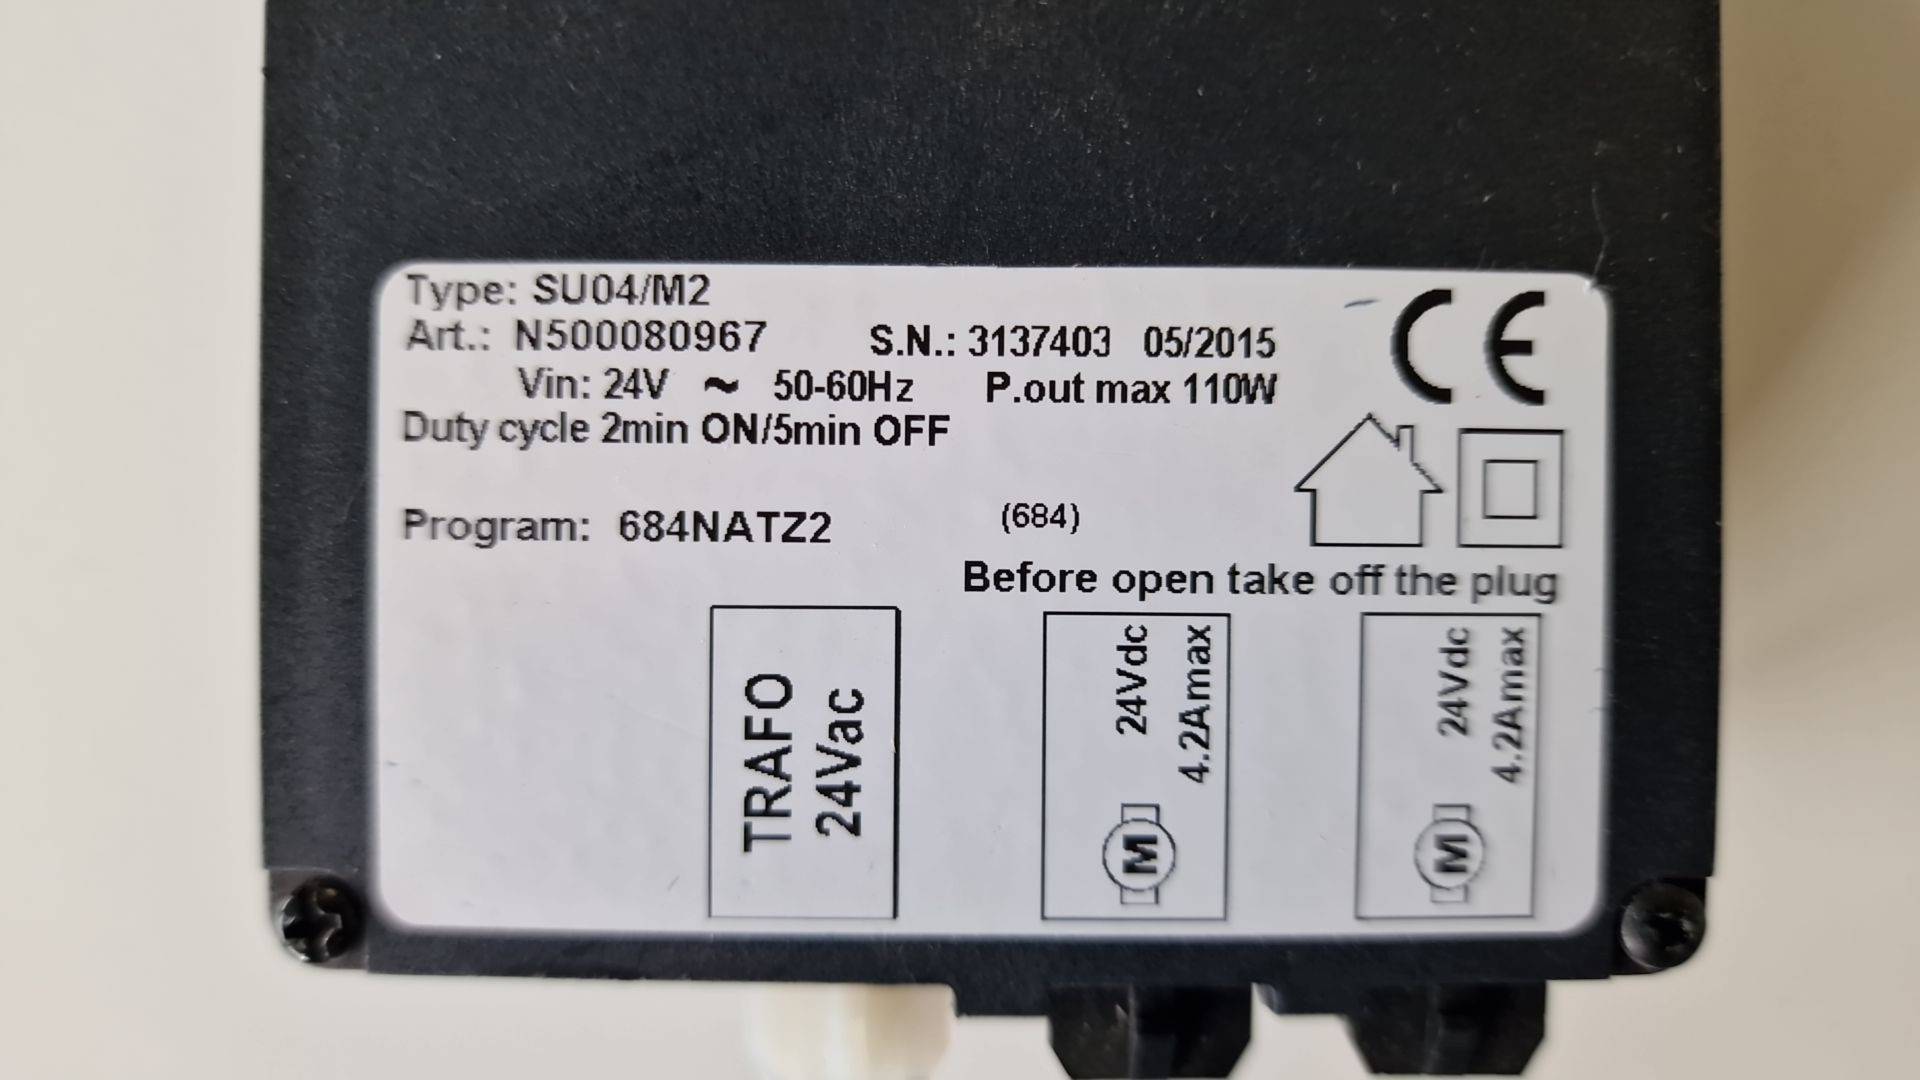 Type: SU04/M2
Art.: N500080967 S.N.: 3137403 05/2015
Vin: 24V ~ 50-60Hz P.out max 110W
Duty cycle 2min ON/5min OFF
Program: 684NATZ2 (684)
Before open take off the plug
TRAFO
24Vac
24Vdc
4.2Amax
M
24Vdc
4.2Amax
M
CE